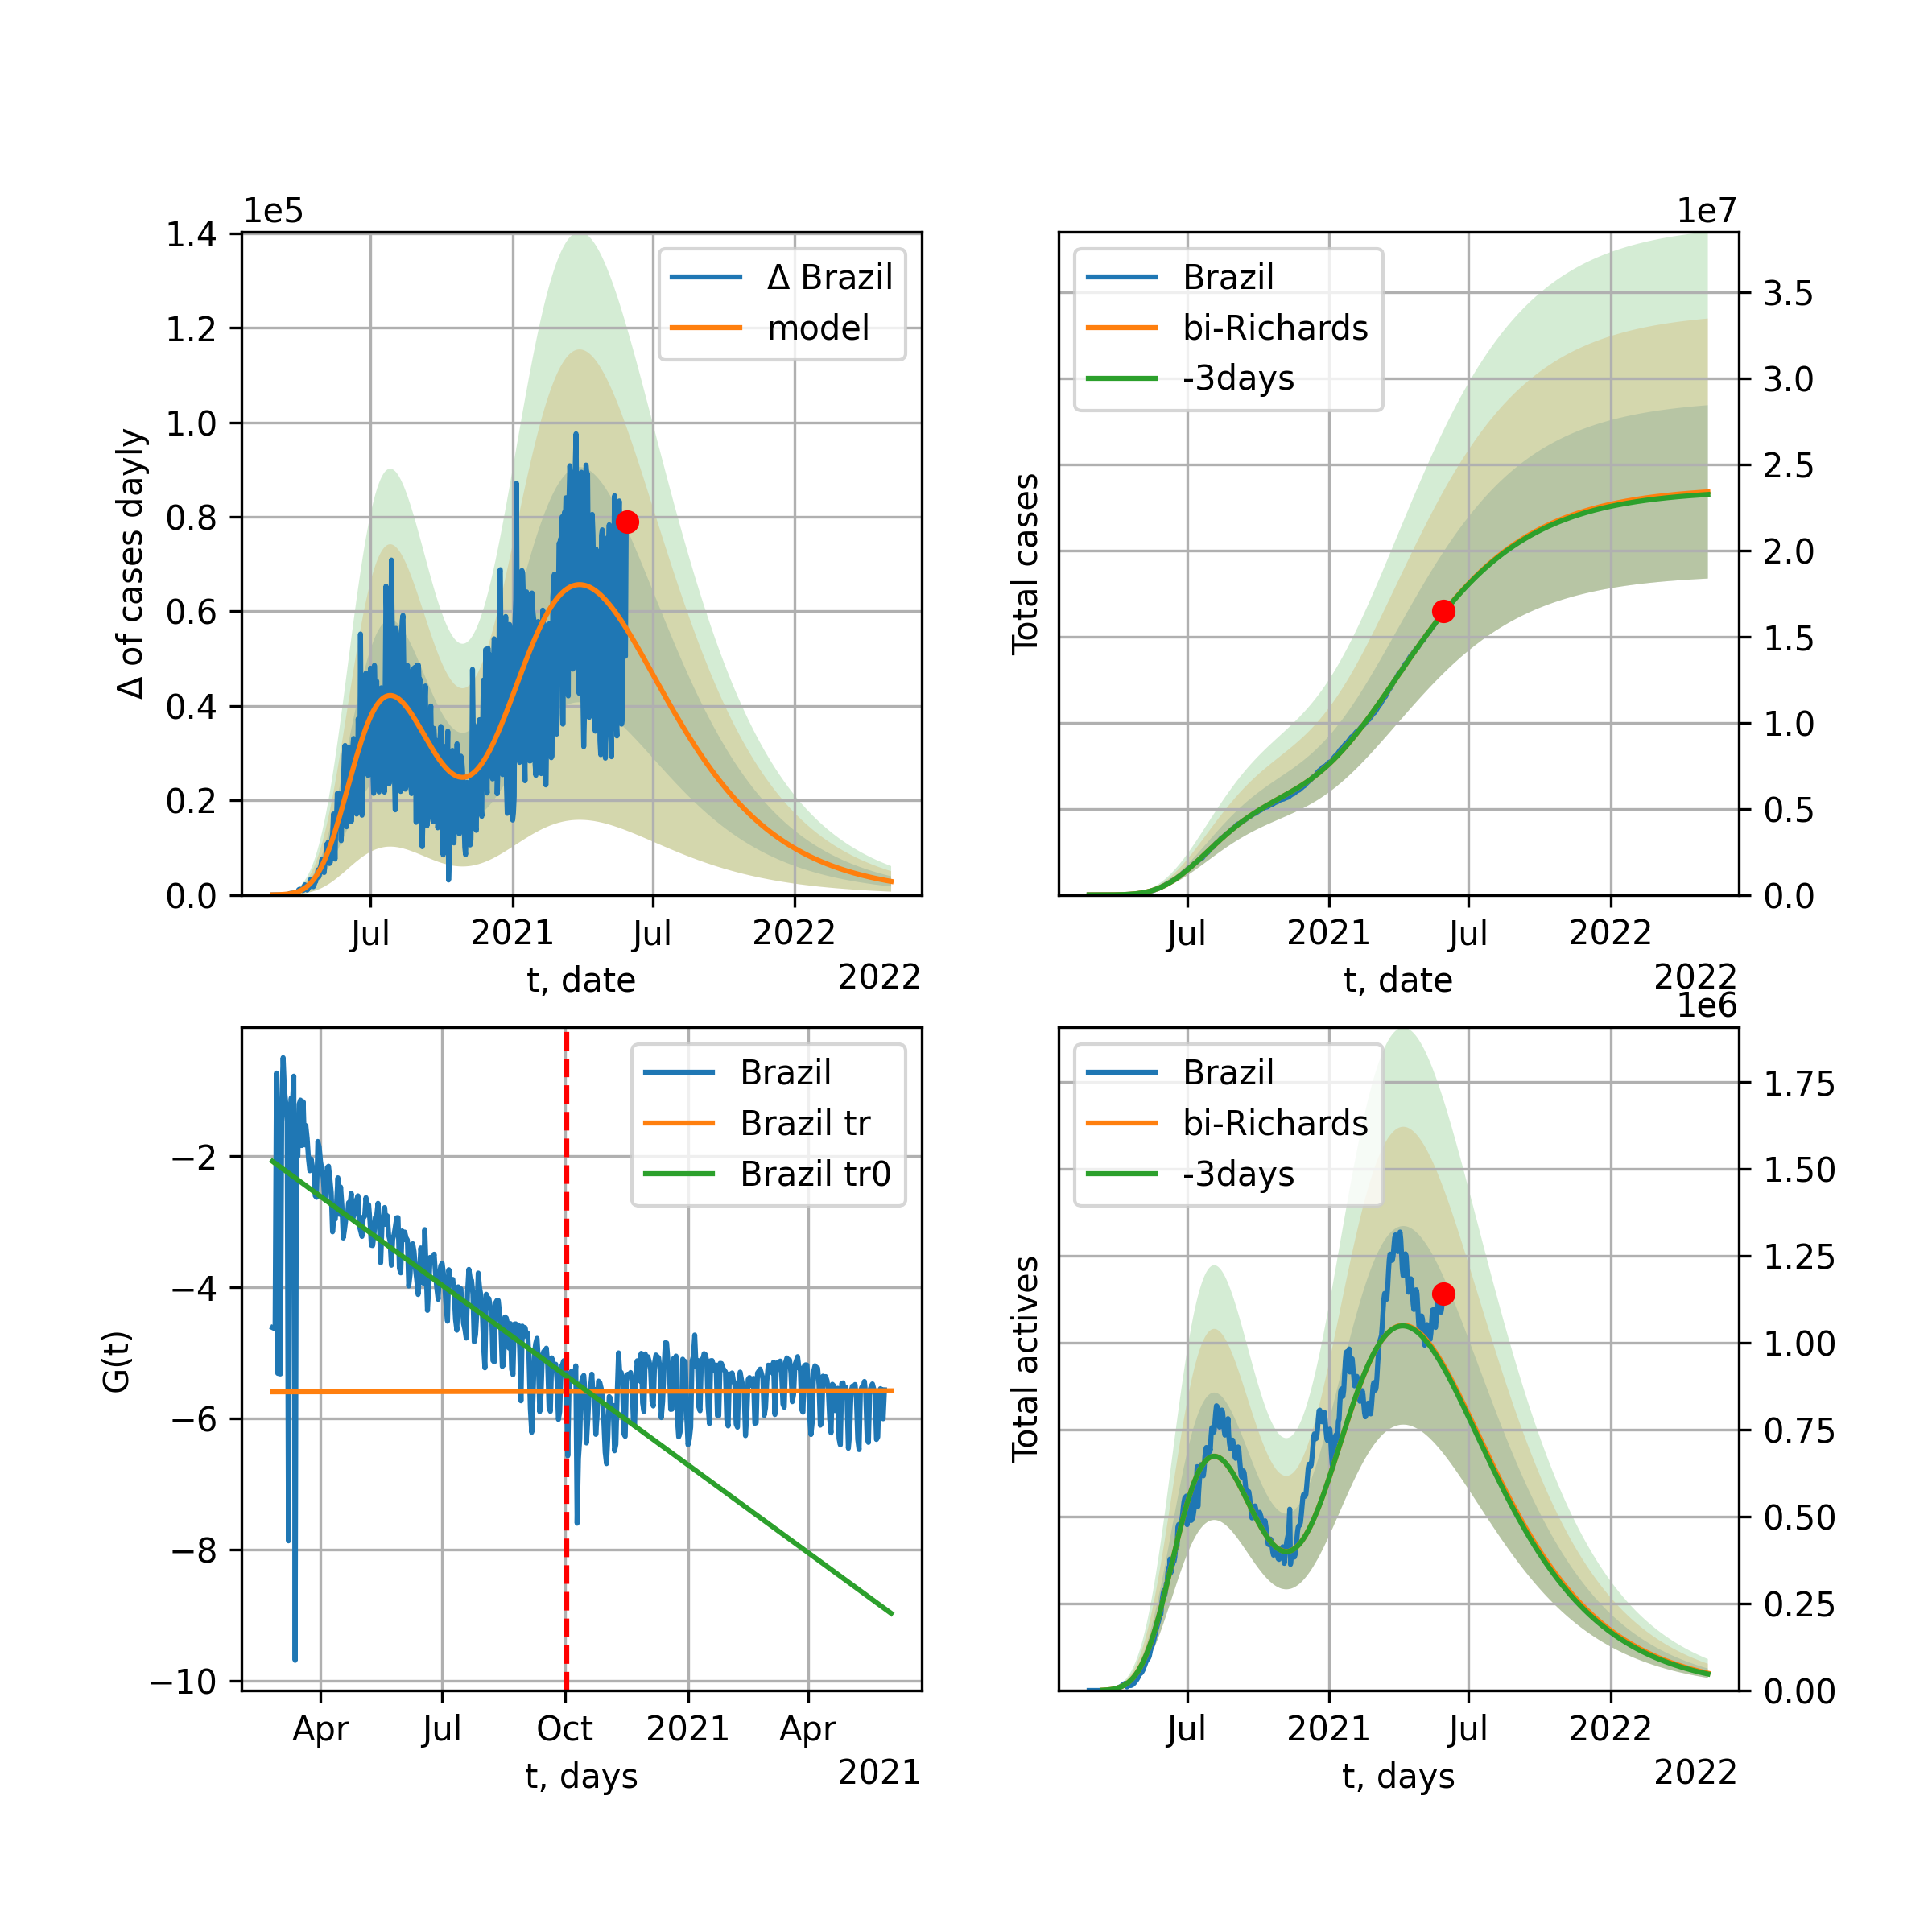 1e5
1.4
1.2
1.0
0.8
0.6
0.4
0.2
0.0
Δ of cases dayly
Δ Brazil
model
Jul 2021 Jul 2022
t, date
2022
1e7
Total cases
Brazil
bi-Richards
-3days
3.5
3.0
2.5
2.0
1.5
1.0
0.5
0.0
Jul 2021 Jul 2022
t, date
2022
G(t)
−2
−4
−6
−8
−10
Brazil
Brazil tr
Brazil tr0
Apr Jul Oct 2021 Apr
t, days
2021
1e6
Total actives
Brazil
bi-Richards
-3days
1.75
1.50
1.25
1.00
0.75
0.50
0.25
0.00
Jul 2021 Jul 2022
t, days
2022